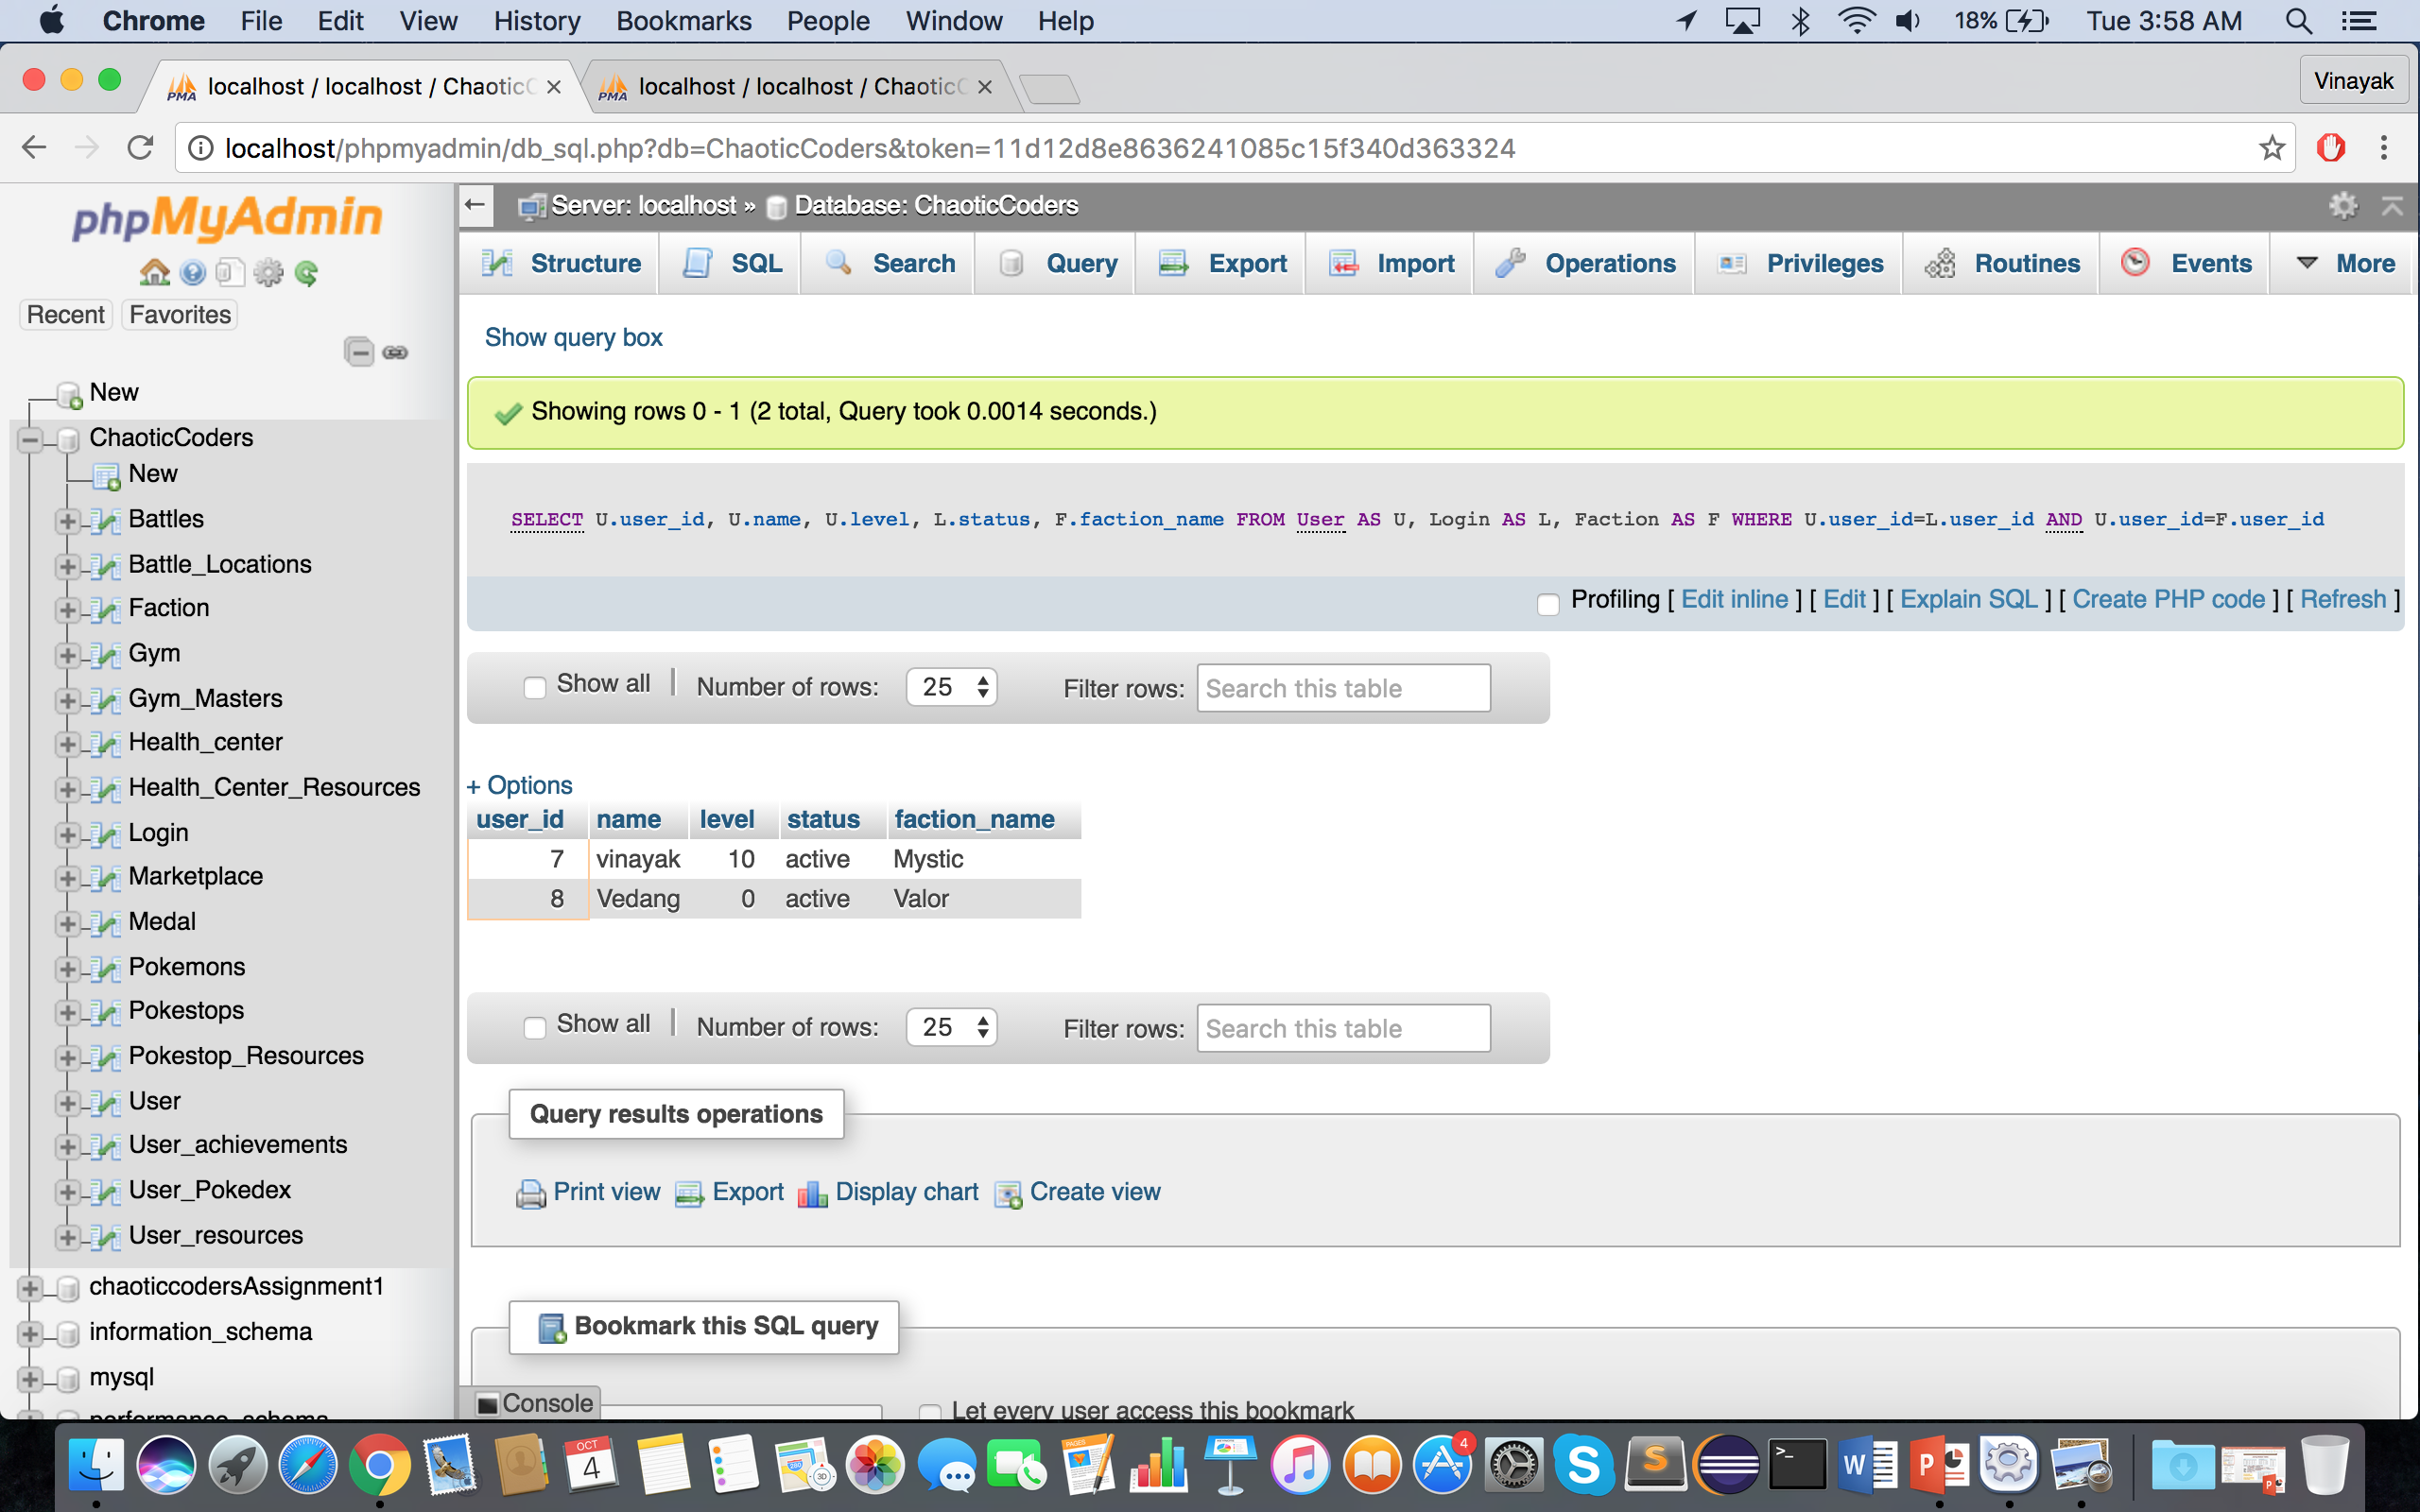 Chrome File Edit View History Bookmarks People Window Help 18% Tue 3:58 AM
PMA localhost / localhost / Chaotic PMA localhost / localhost / Chaotic Vinayak
localhost/phpmyadmin/db_sql.php?db=ChaoticCoders&token=11d12d8e8636241085c15f340d363324
phpMyAdmin
Recent Favorites
New
ChaoticCoders
New
Battles
Battle_Locations
Faction
Gym
Gym_Masters
Health_center
Health_Center_Resources
Login
Marketplace
Medal
Pokemons
Pokestops
Pokestop_Resources
User
User_achievements
User_Pokedex
User_resources
chaoticcodersAssignment1
information_schema
mysql
performance_schema
Server: localhost » Database: ChaoticCoders
Structure SQL Search Query Export Import Operations Privileges Routines Events More
Show query box
Showing rows 0 - 1 (2 total, Query took 0.0014 seconds.)
SELECT U.user_id, U.name, U.level, L.status, F.faction_name FROM User AS U, Login AS L, Faction AS F WHERE U.user_id=L.user_id AND U.user_id=F.user_id
Profiling [ Edit inline ] [ Edit ] [ Explain SQL ] [ Create PHP code ] [ Refresh ]
Show all | Number of rows: 25 Filter rows: Search this table
+ Options
user_id name level status faction_name
7 vinayak 10 active Mystic
8 Vedang 0 active Valor
Show all | Number of rows: 25 Filter rows: Search this table
Query results operations
Print view Export Display chart Create view
Bookmark this SQL query
Console
Let every user access this bookmark
OCT
4
PAGES
3D
4
S
S
>_
W
P
P